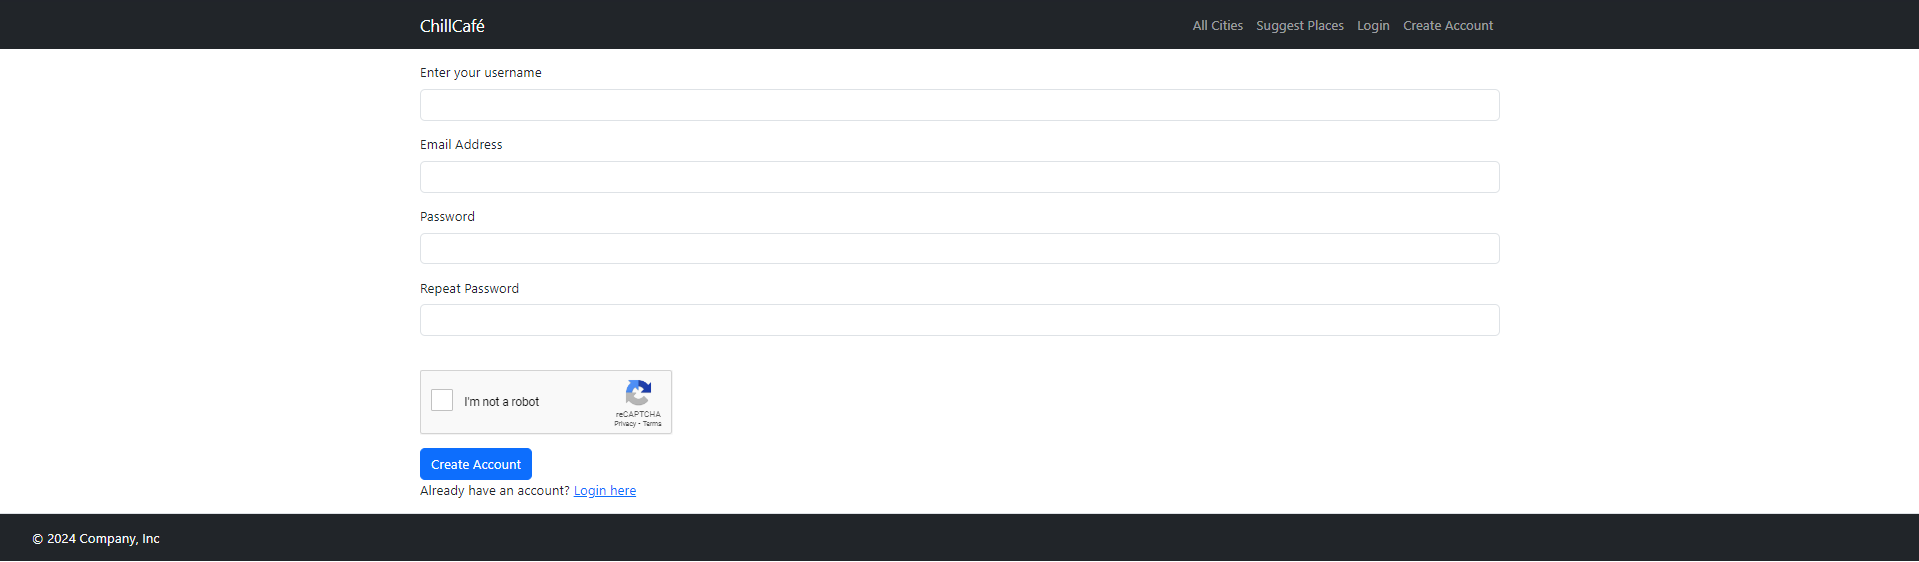 ChillCafé
All Cities Suggest Places Login Create Account
Enter your username
Email Address
Password
Repeat Password
I'm not a robot
reCAPTCHA
Privacy - Terms
Create Account
Already have an account? Login here
© 2024 Company, Inc